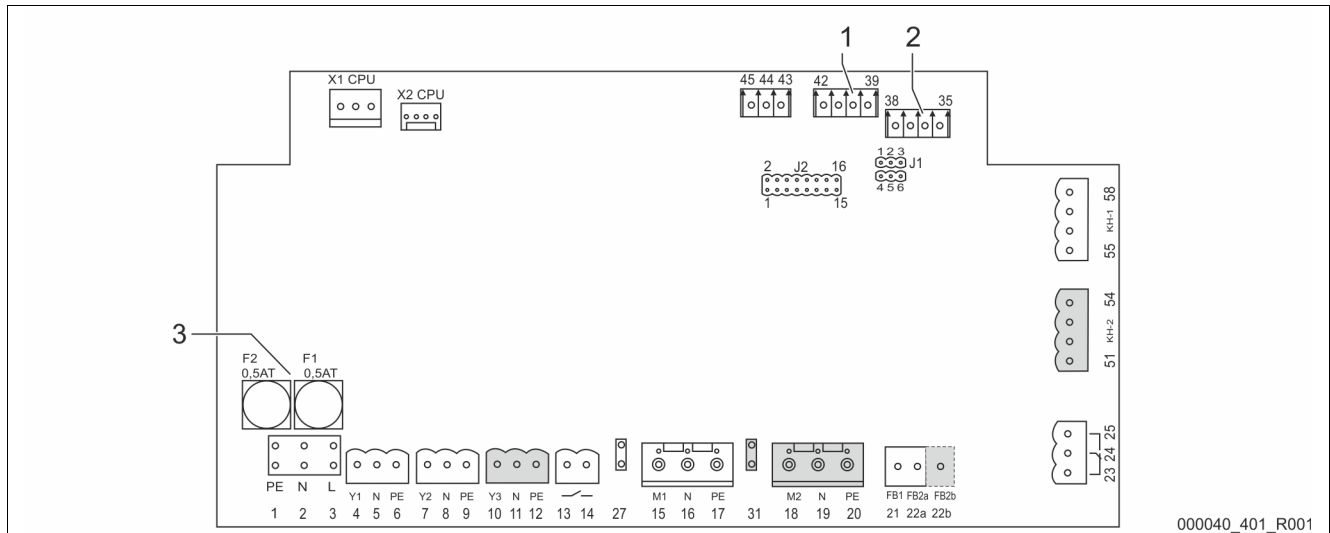 1 2
45 44 43 42 39
X1 CPU
X2 CPU
38 35
1 2 3
J1
4 5 6
2 J2 16
1 15
58
KH-1
55
54
KH-2
51
3
F2 F1
0,5AT 0,5AT
25
24
23
PE N L
Y1 N PE Y2 N PE Y3 N PE M1 N PE M2 N PE FB1 FB2a FB2b
1 2 3 4 5 6 7 8 9 10 11 12 13 14 27 15 16 17 31 18 19 20 21 22a 22b
000040_401_R001